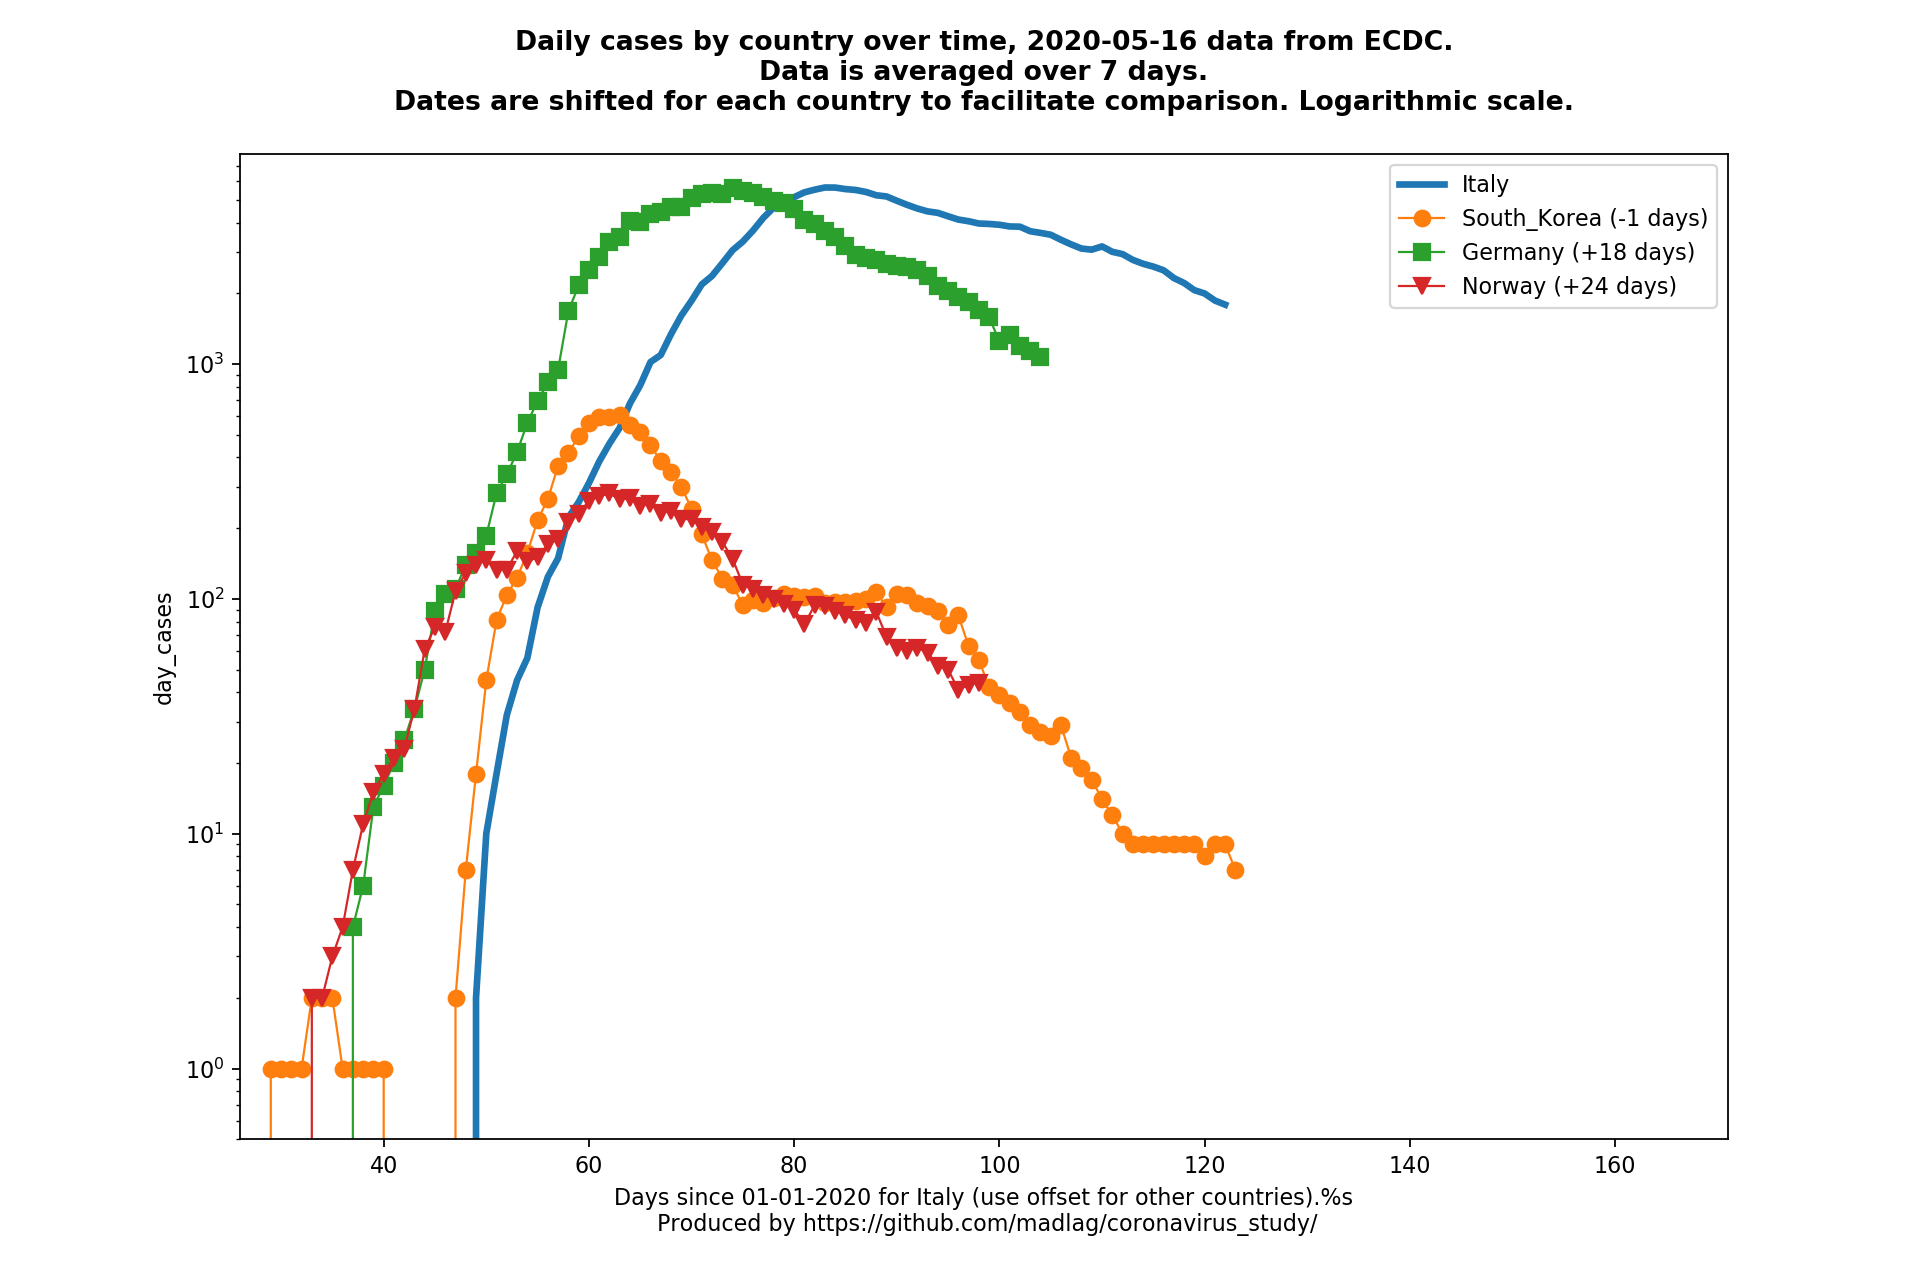 Daily cases by country over time, 2020-05-16 data from ECDC.
Data is averaged over 7 days.
Dates are shifted for each country to facilitate comparison. Logarithmic scale.
Italy
South_Korea (-1 days)
Germany (+18 days)
Norway (+24 days)
day_cases
10³
10²
10¹
10⁰
40 60 80 100 120 140 160
Days since 01-01-2020 for Italy (use offset for other countries).%s
Produced by https://github.com/madlag/coronavirus_study/